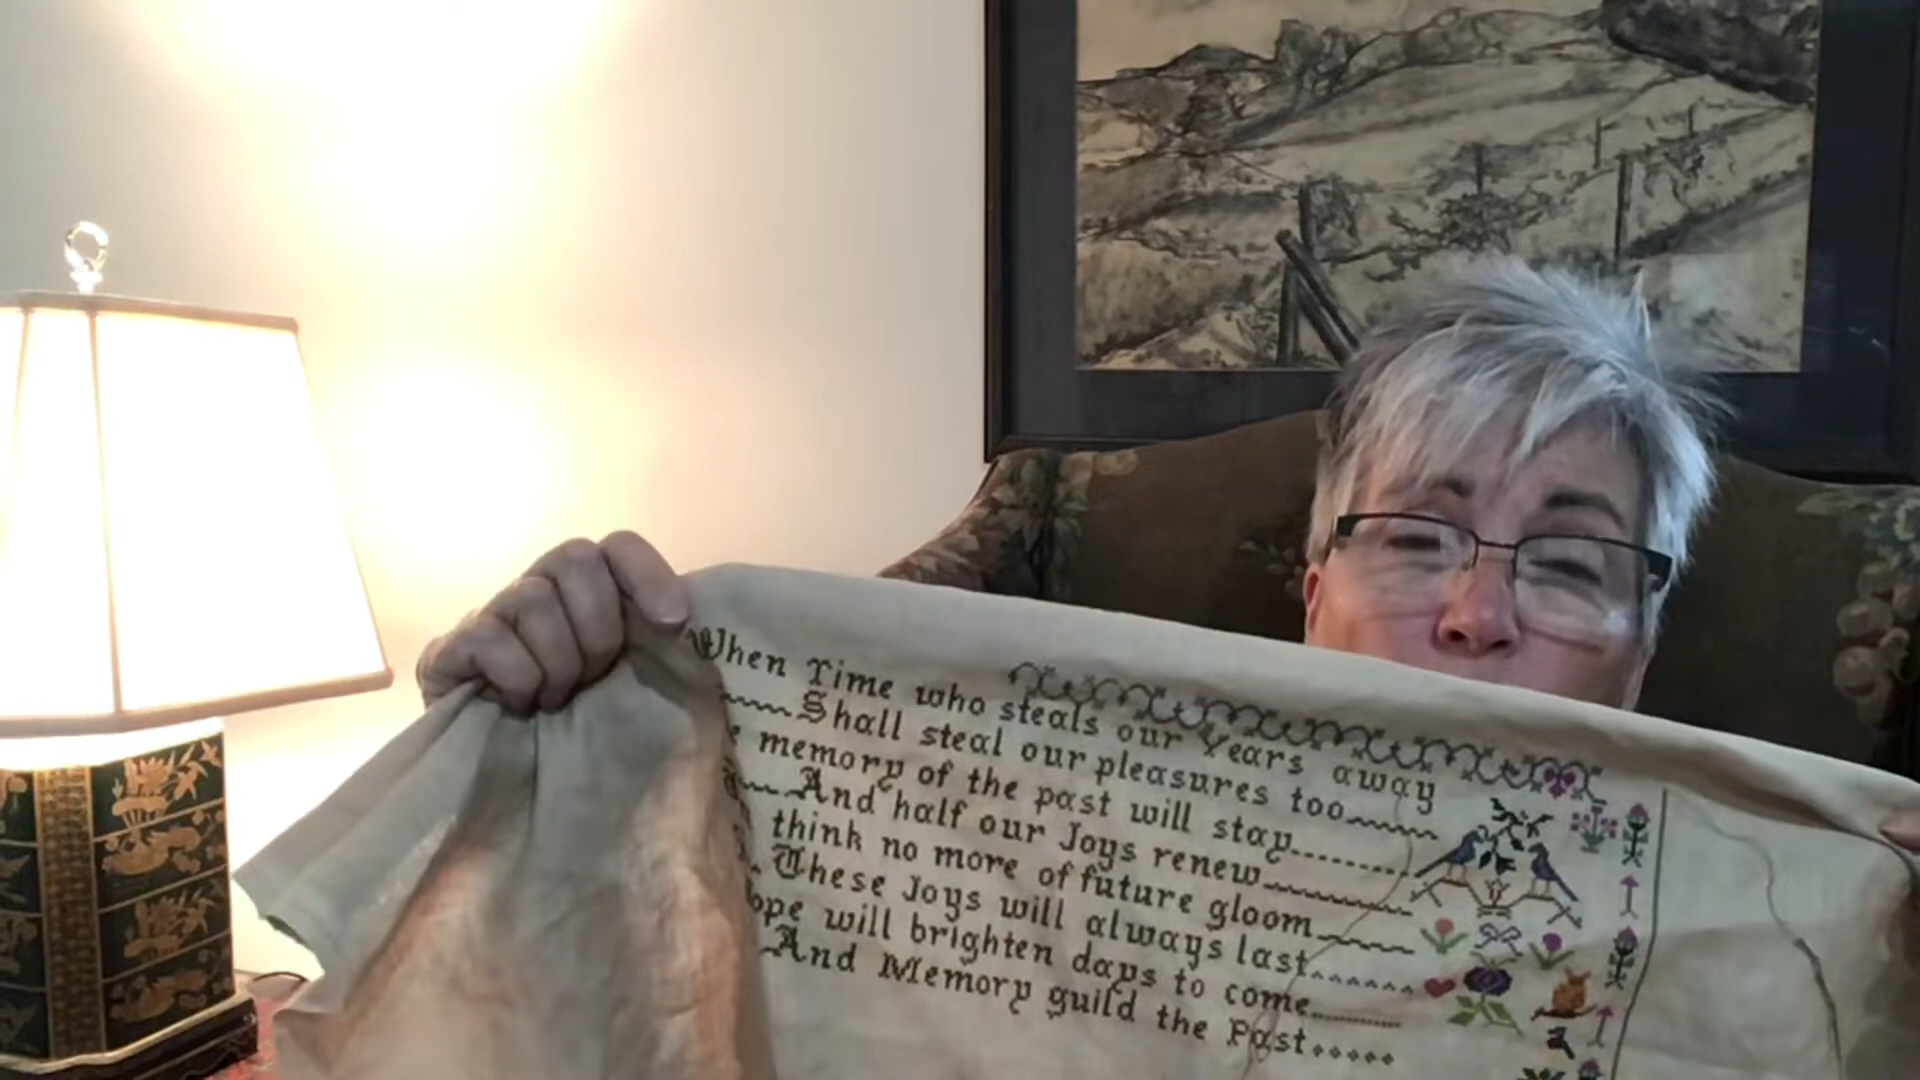 When Time who steals our Years away
Shall steal our pleasures too
memory of the past will stay
And half our Joys renew
think no more of future gloom
These Joys will always last
ope will brighten days to come
And Memory guild the Past